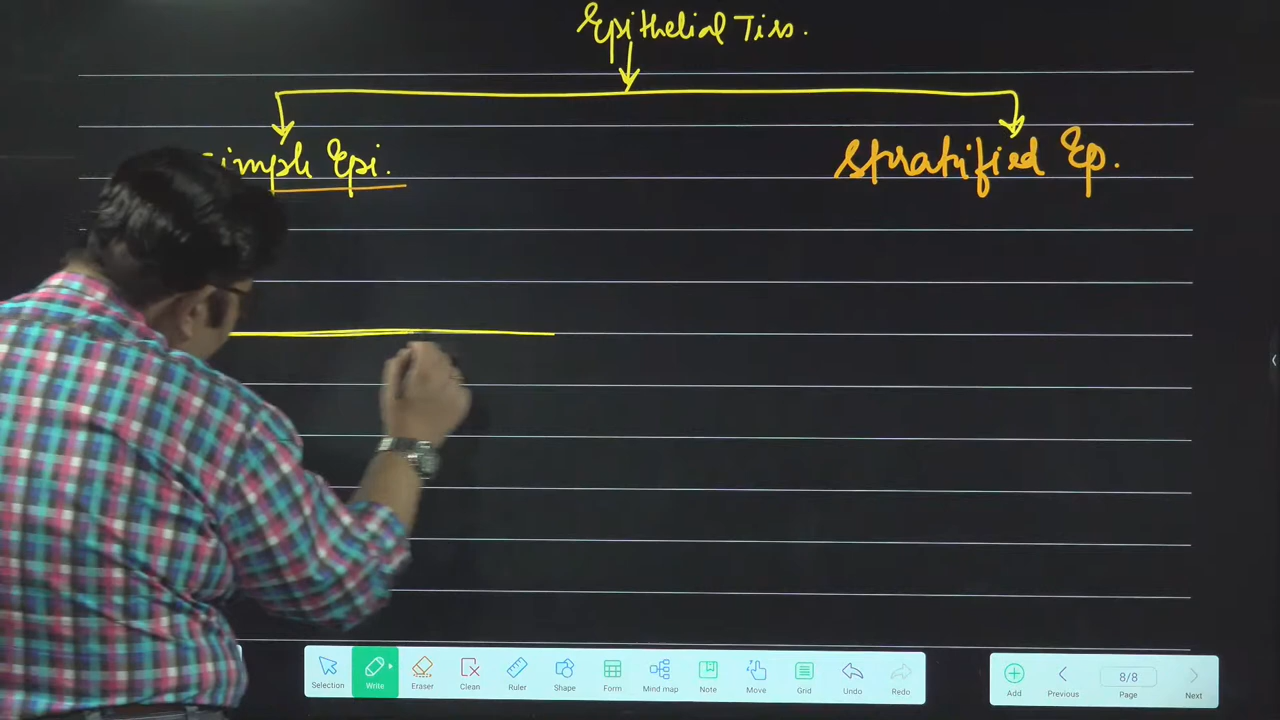 Epithelial Tiss.
Simple Epi.
Stratified Ep.
Selection
Write
Eraser
Clean
Ruler
Shape
Form
Mind map
Note
Move
Grid
Undo
Redo
Add
Previous
8/8
Page
Next